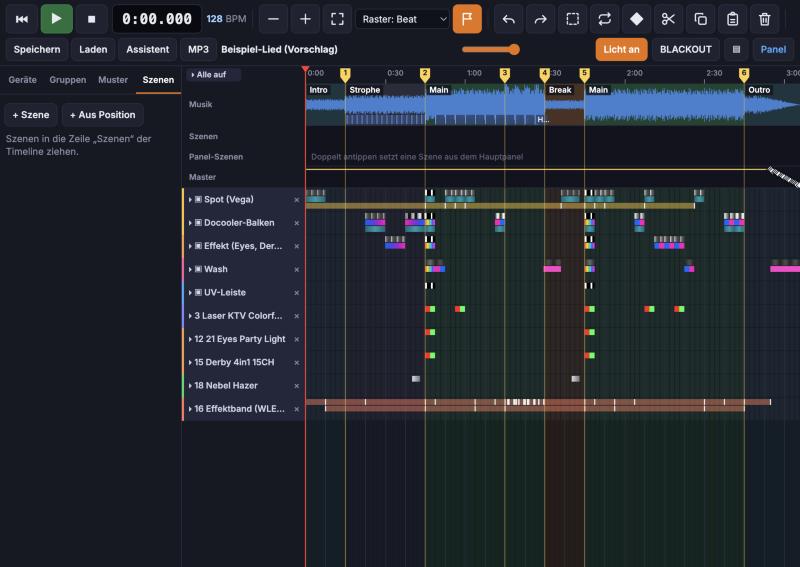 0:00.000
128 BPM
Raster: Beat
Speichern
Laden
Assistent
MP3
Beispiel-Lied (Vorschlag)
Licht an
BLACKOUT
Panel
Geräte
Gruppen
Muster
Szenen
+ Szene
+ Aus Position
Szenen in die Zeile „Szenen" der
Timeline ziehen.
Alle auf
0:00
1
0:30
2
1:00
3
4
:30
5
2:00
2:30
6
3:00
Intro
Strophe
Main
Break
Main
Outro
Musik
H...
Szenen
Panel-Szenen
Doppelt antippen setzt eine Szene aus dem Hauptpanel
Master
Spot (Vega) ×
Docooler-Balken ×
Effekt (Eyes, Der... ×
Wash ×
UV-Leiste ×
3 Laser KTV Colorf... ×
12 21 Eyes Party Light ×
15 Derby 4in1 15CH ×
18 Nebel Hazer ×
16 Effektband (WLE... ×